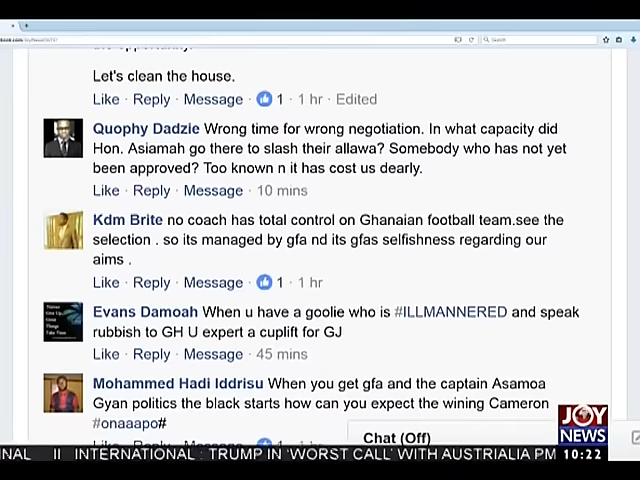 Let's clean the house.
Like · Reply · Message · 1 · 1 hr · Edited
Quophy Dadzie Wrong time for wrong negotiation. In what capacity did
Hon. Asiamah go there to slash their allawa? Somebody who has not yet
been approved? Too known n it has cost us dearly.
Like · Reply · Message · 10 mins
Kdm Brite no coach has total control on Ghanaian football team.see the
selection . so its managed by gfa nd its gfas selfishness regarding our
aims .
Like · Reply · Message · 1 · 1 hr
Evans Damoah When u have a goolie who is #ILLMANNERED and speak
rubbish to GH U expert a cuplift for GJ
Like · Reply · Message · 45 mins
Mohammed Hadi Iddrisu When you get gfa and the captain Asamoa
Gyan politics the black starts how can you expect the wining Cameron
#onaaapo#
Chat (Off)
JOY
NEWS
NAL II INTERNATIONAL : TRUMP IN 'WORST CALL' WITH AUSTRALIA PM 10:22